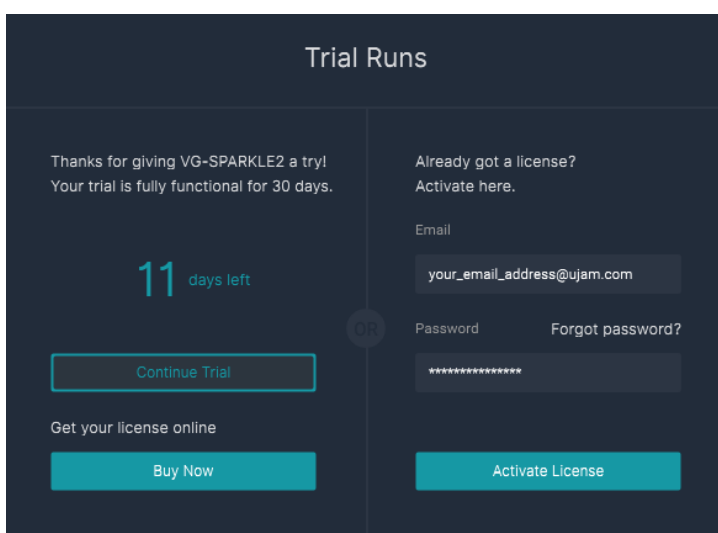 Trial Runs
Thanks for giving VG-SPARKLE2 a try!
Your trial is fully functional for 30 days.
11 days left
Continue Trial
Get your license online
Buy Now
OR
Already got a license?
Activate here.
Email
your_email_address@ujam.com
Password Forgot password?
***************
Activate License